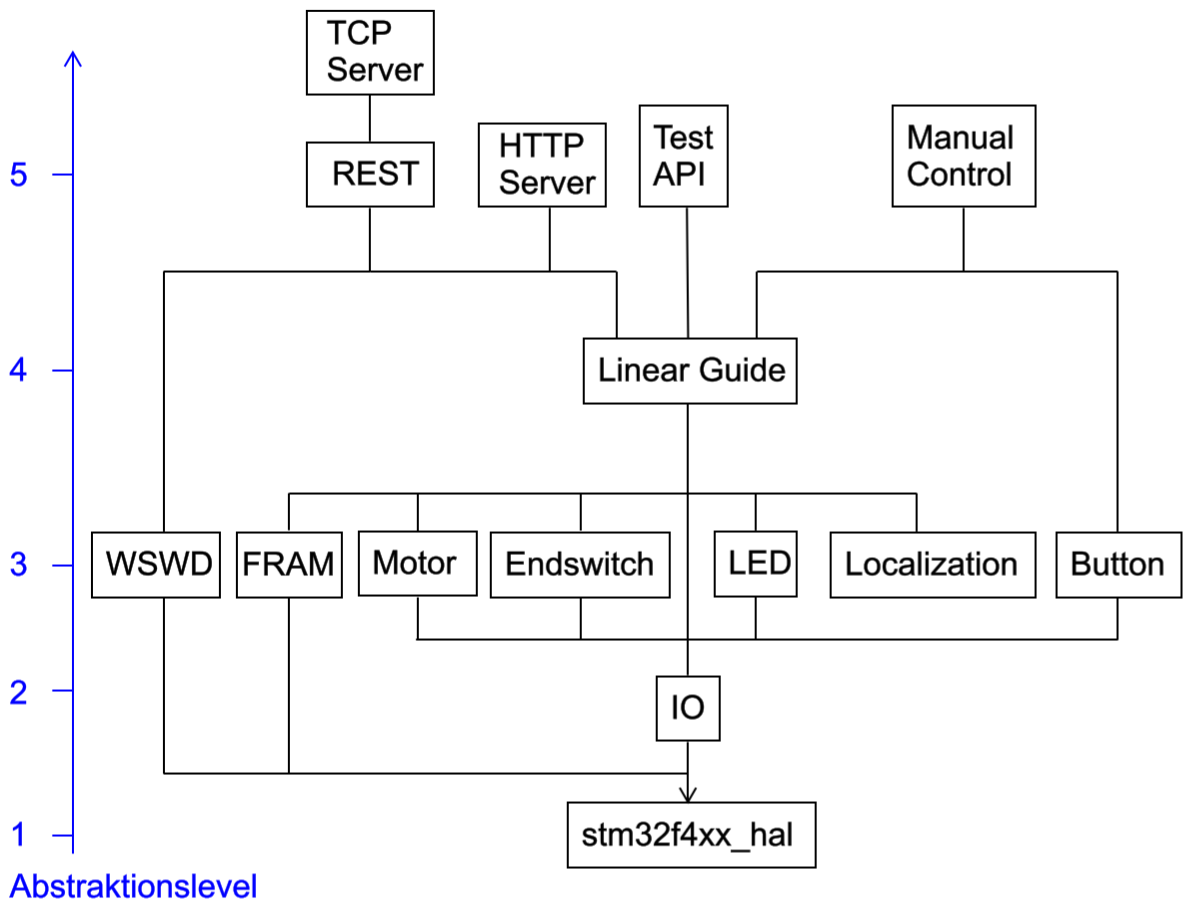 TCP
Server
REST
HTTP
Server
Test
API
Manual
Control
5
4
Linear Guide
3
WSWD
FRAM
Motor
Endswitch
LED
Localization
Button
2
IO
1
stm32f4xx_hal
Abstraktionslevel